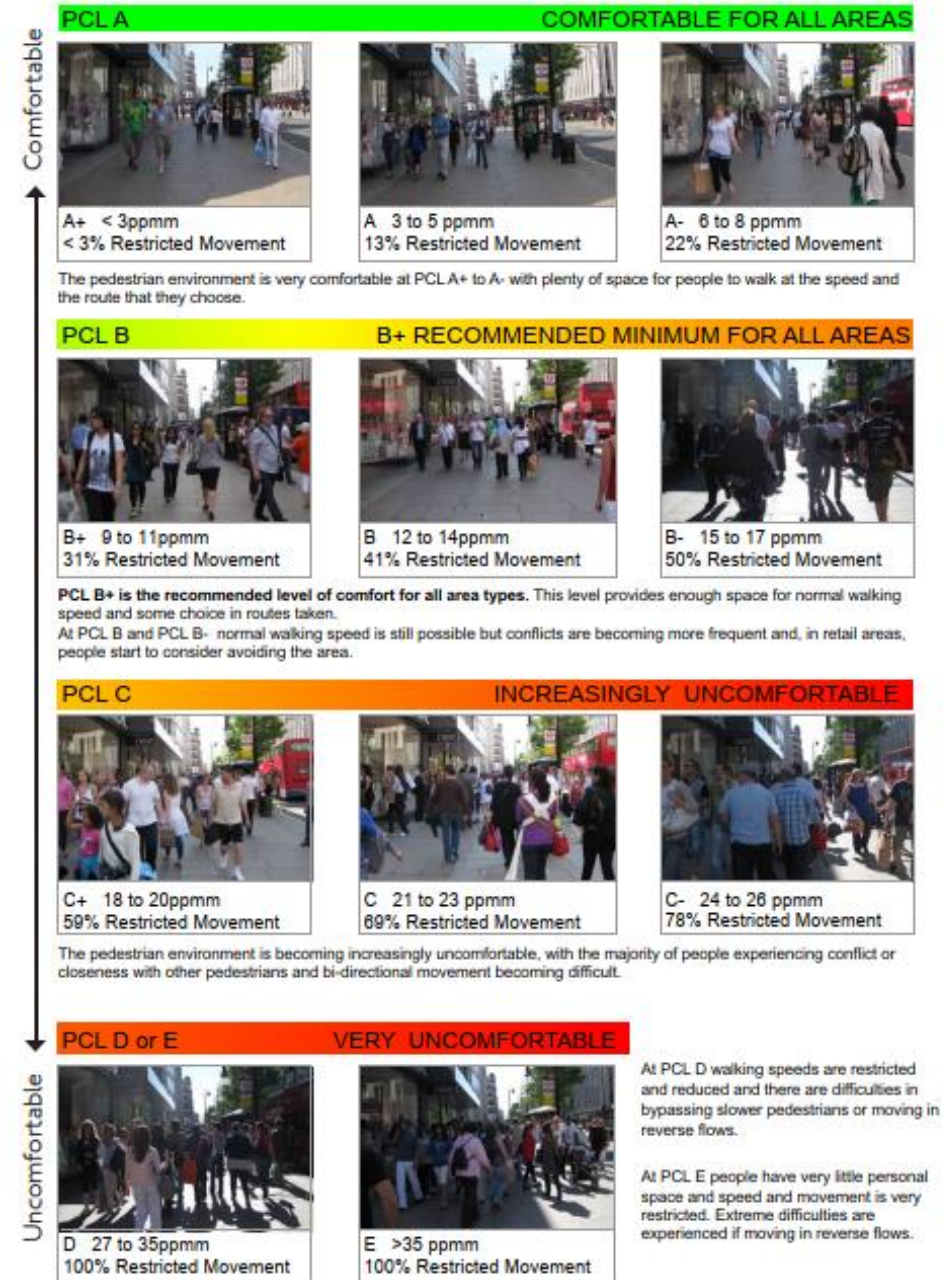 Comfortable
PCL A COMFORTABLE FOR ALL AREAS
A+ < 3ppmm
< 3% Restricted Movement
A 3 to 5 ppmm
13% Restricted Movement
A- 6 to 8 ppmm
22% Restricted Movement
The pedestrian environment is very comfortable at PCL A+ to A- with plenty of space for people to walk at the speed and
the route that they choose.
PCL B B+ RECOMMENDED MINIMUM FOR ALL AREAS
B+ 9 to 11ppmm
31% Restricted Movement
B 12 to 14ppmm
41% Restricted Movement
B- 15 to 17 ppmm
50% Restricted Movement
PCL B+ is the recommended level of comfort for all area types. This level provides enough space for normal walking
speed and some choice in routes taken.
At PCL B and PCL B- normal walking speed is still possible but conflicts are becoming more frequent and, in retail areas,
people start to consider avoiding the area.
PCL C INCREASINGLY UNCOMFORTABLE
C+ 18 to 20ppmm
59% Restricted Movement
C 21 to 23 ppmm
69% Restricted Movement
C- 24 to 26 ppmm
78% Restricted Movement
The pedestrian environment is becoming increasingly uncomfortable, with the majority of people experiencing conflict or
closeness with other pedestrians and bi-directional movement becoming difficult.
Uncomfortable
PCL D or E VERY UNCOMFORTABLE
D 27 to 35ppmm
100% Restricted Movement
E >35 ppmm
100% Restricted Movement
At PCL D walking speeds are restricted
and reduced and there are difficulties in
bypassing slower pedestrians or moving in
reverse flows.
At PCL E people have very little personal
space and speed and movement is very
restricted. Extreme difficulties are
experienced if moving in reverse flows.